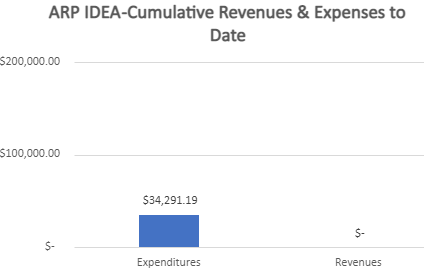 ARP IDEA-Cumulative Revenues & Expenses to
Date
$200,000.00
$100,000.00
$34,291.19
$-
$-
Expenditures
Revenues